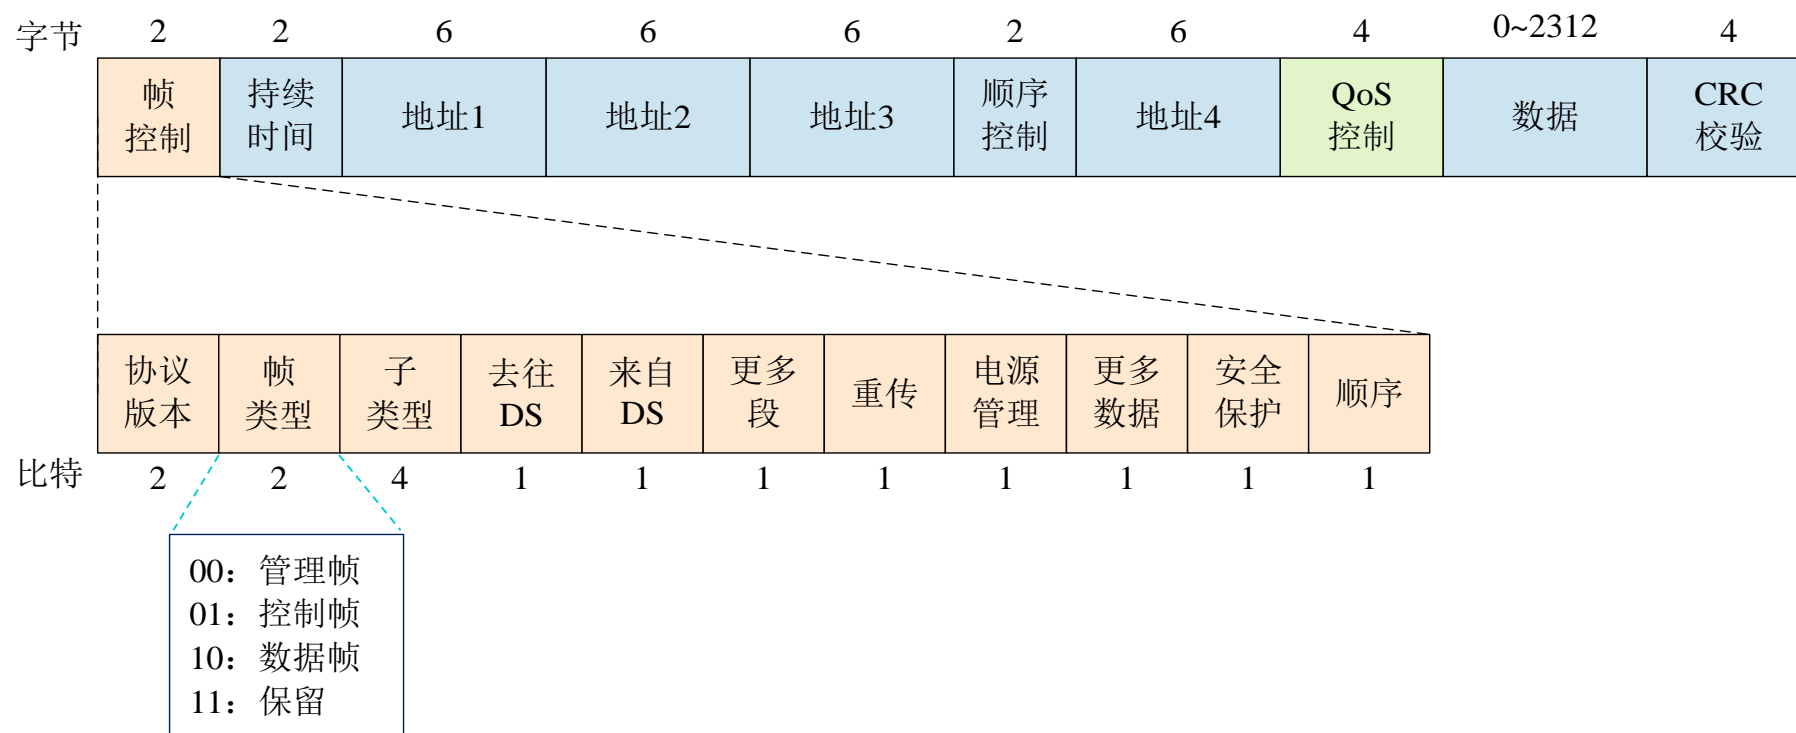 字节 2 2 6 6 6 2 6 4 0~2312 4
帧 持续 地址1 地址2 地址3 顺序 地址4 QoS 数据 CRC
控制 时间 控制 控制 校验
协议 帧 子 去往 来自 更多 重传 电源 更多 安全 顺序
版本 类型 类型 DS DS 段 管理 数据 保护
比特 2 2 4 1 1 1 1 1 1 1 1
00：管理帧
01：控制帧
10：数据帧
11：保留